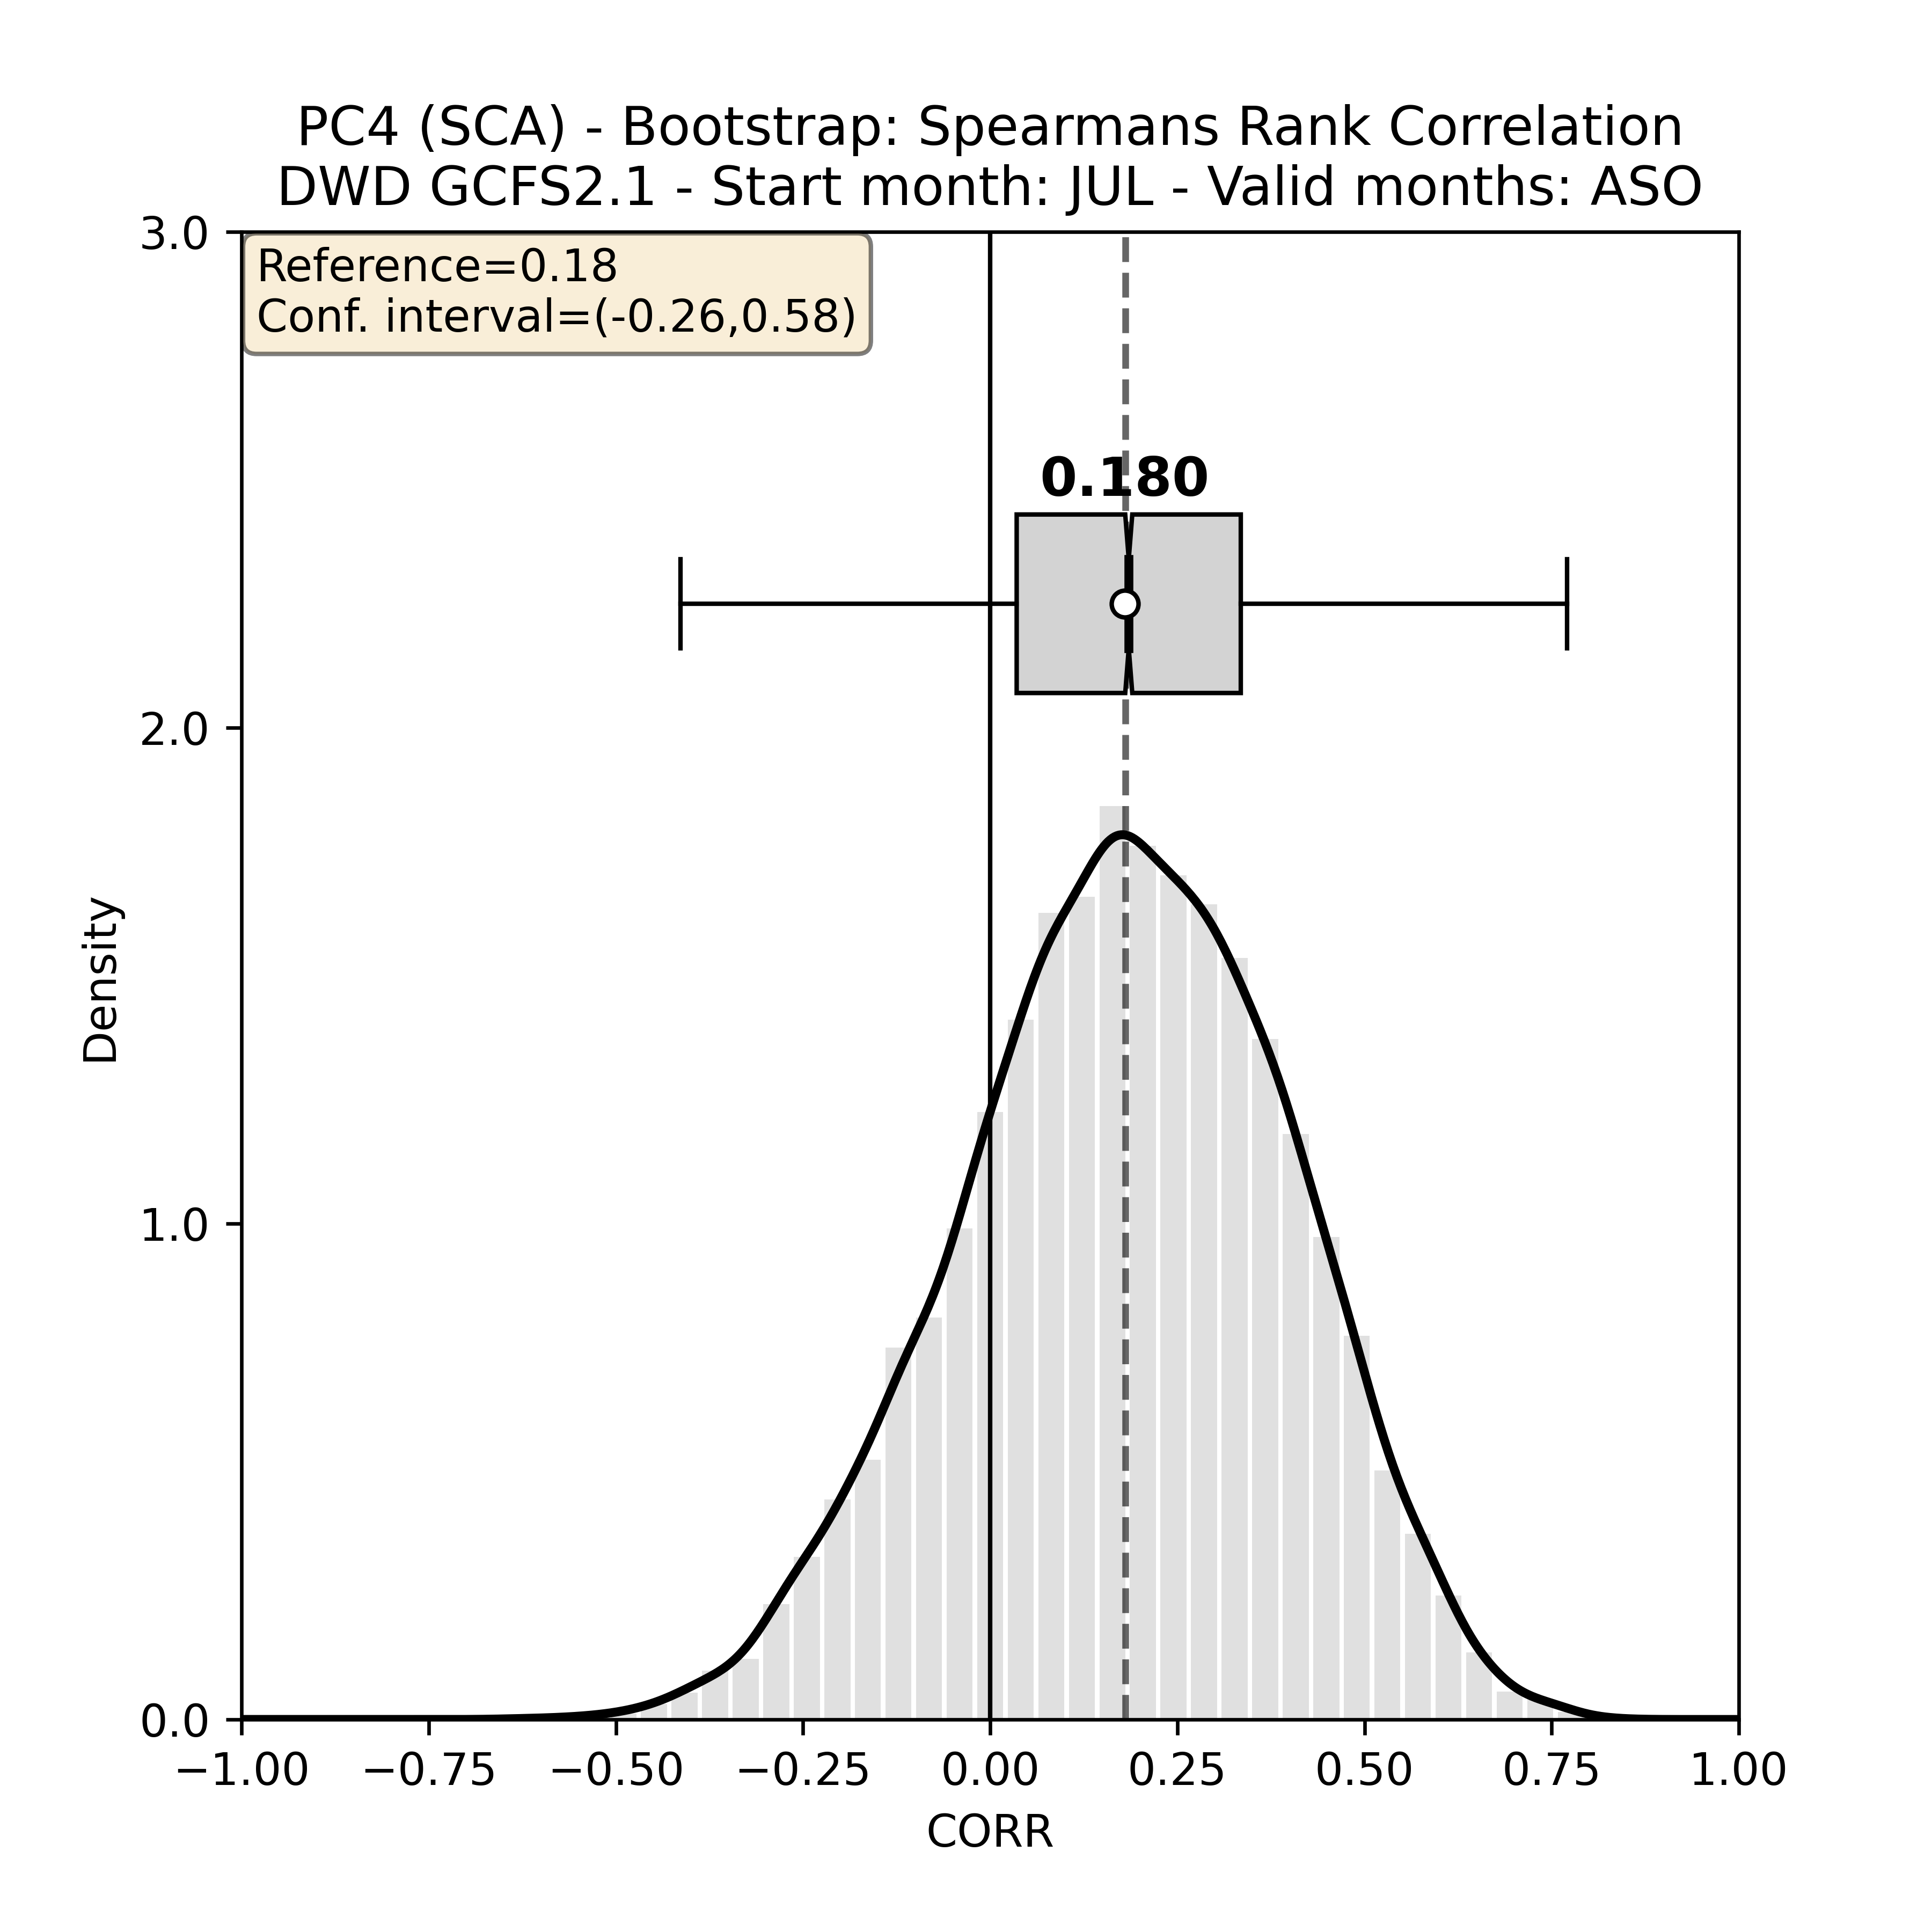 PC4 (SCA) - Bootstrap: Spearmans Rank Correlation
DWD GCFS2.1 - Start month: JUL - Valid months: ASO
Reference=0.18
Conf. interval=(-0.26,0.58)
0.180
3.0
2.0
1.0
0.0
Density
−1.00 −0.75 −0.50 −0.25 0.00 0.25 0.50 0.75 1.00
CORR